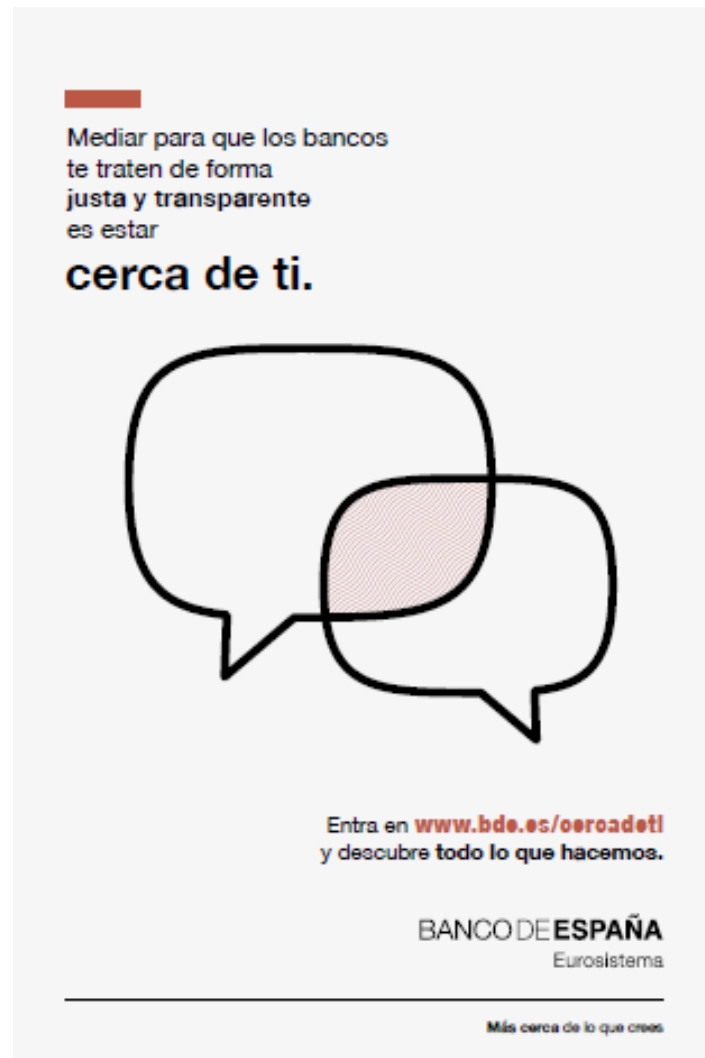 Mediar para que los bancos
te traten de forma
justa y transparente
es estar
cerca de ti.
Entra en www.bde.es/cercadeti
y descubre todo lo que hacemos.
BANCO DE ESPAÑA
Eurosistema
Más cerca de lo que crees